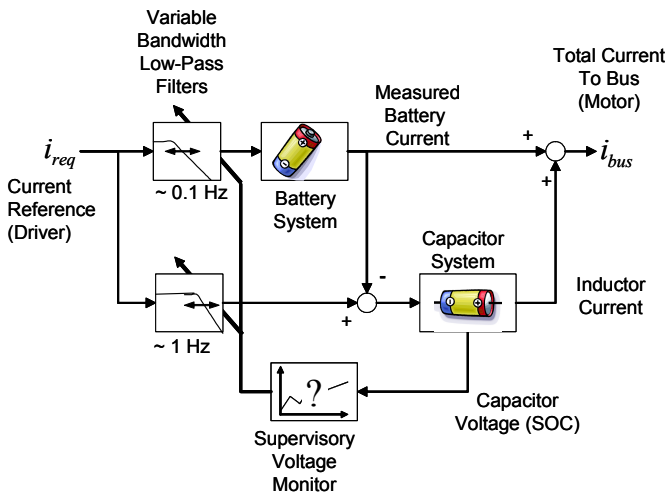 Variable
Bandwidth
Low-Pass
Filters
Total Current
To Bus
(Motor)
Measured
Battery
Current
+
i_req
i_bus
+
~ 0.1 Hz
Current
Reference
(Driver)
Battery
System
Capacitor
System
-
Inductor
Current
+
~ 1 Hz
?
Capacitor
Voltage (SOC)
Supervisory
Voltage
Monitor